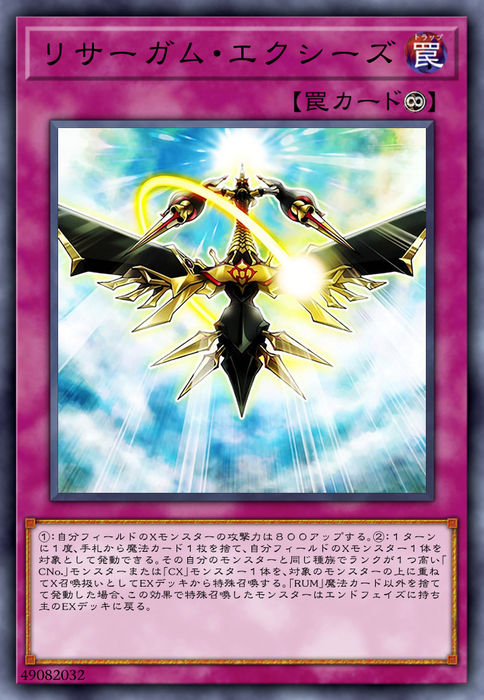 リサーガム・エクシーズ
トラップ
罠
【罠カード】
①:自分フィールドのXモンスターの攻撃力は800アップする。②:1ターン
に1度、手札から魔法カード1枚を捨て、自分フィールドのXモンスター1体を
対象として発動できる。その自分のモンスターと同じ種族でランクが1つ高い「
CNo.」モンスターまたは「CX」モンスター1体を、対象のモンスターの上に重ね
てX召喚扱いとしてEXデッキから特殊召喚する。「RUM」魔法カード以外を捨て
て発動した場合、この効果で特殊召喚したモンスターはエンドフェイズに持ち
主のEXデッキに戻る。
49082032